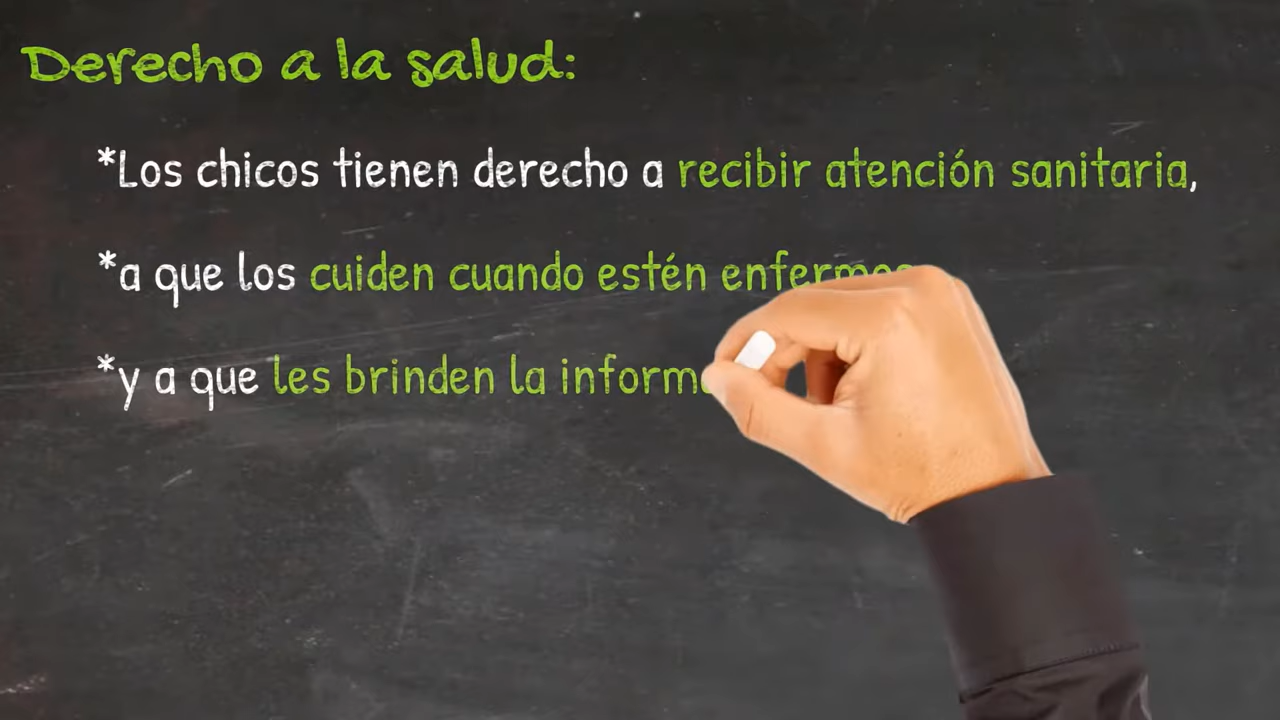 Derecho a la salud:
*Los chicos tienen derecho a recibir atención sanitaria,
*a que los cuiden cuando estén enfermos
*y a que les brinden la